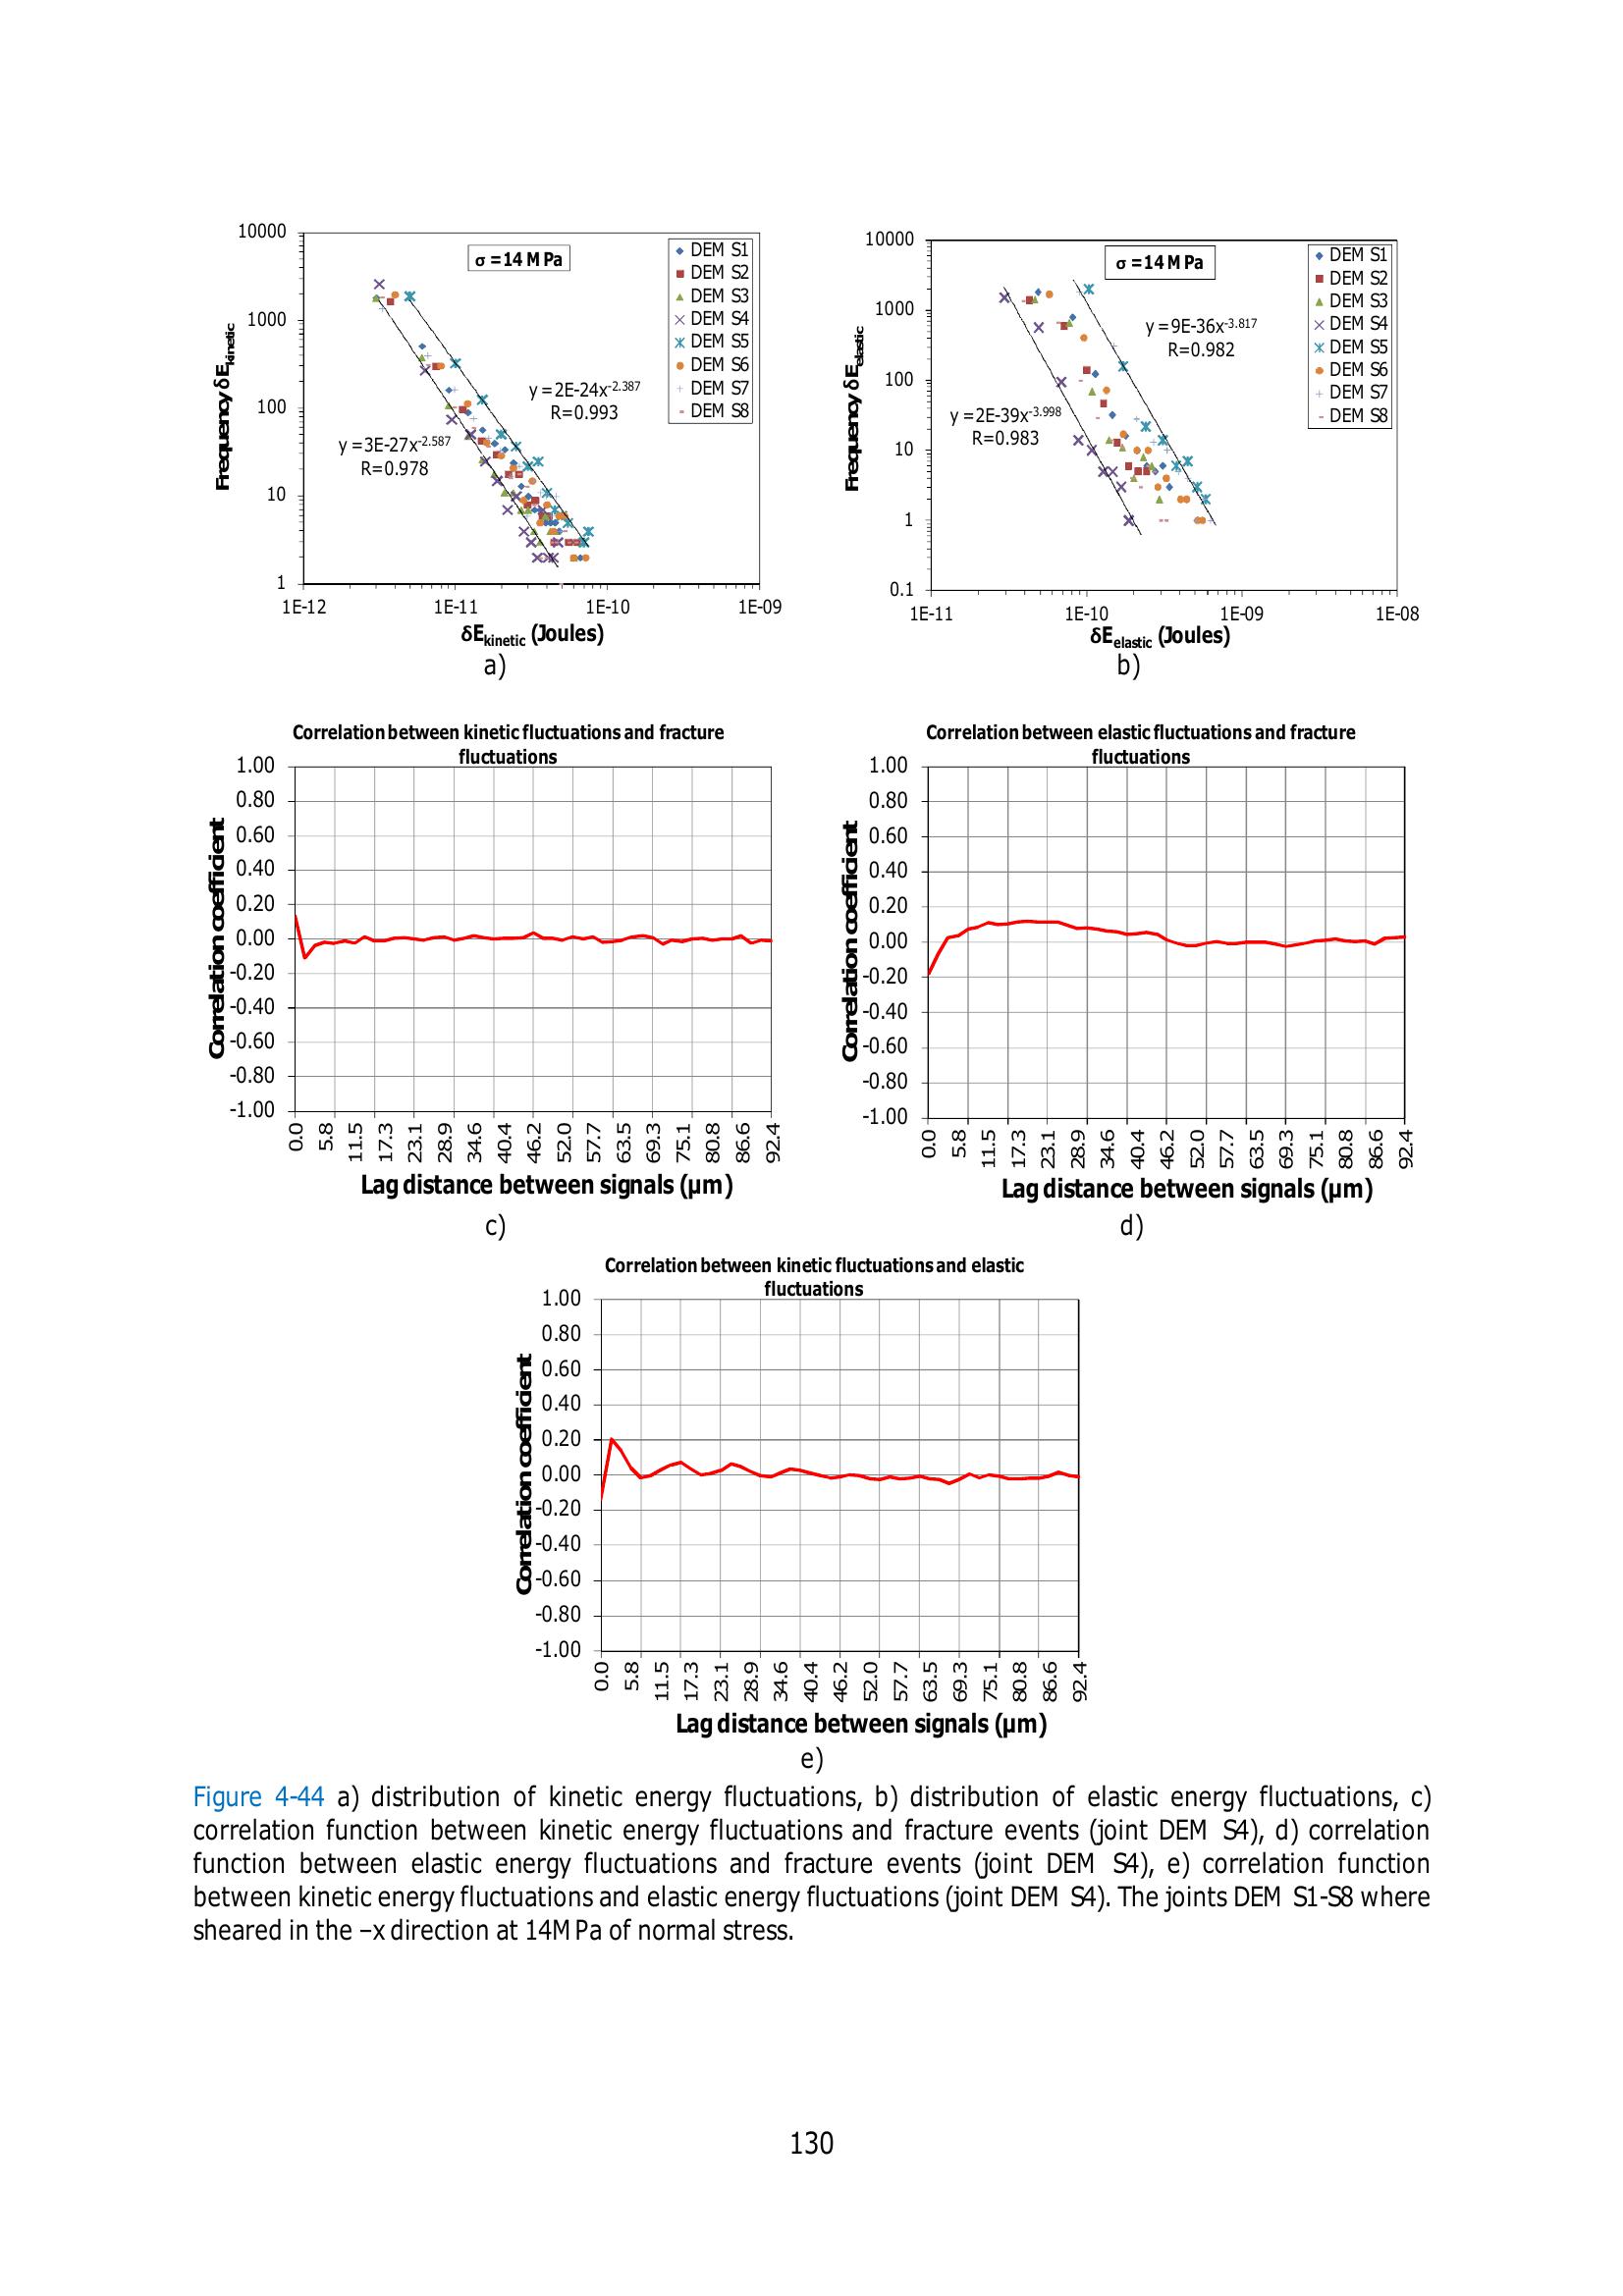 10000
1000
100
10
1
Frequency δEkinetic
σ =14 MPa
DEM S1
DEM S2
DEM S3
DEM S4
DEM S5
DEM S6
DEM S7
DEM S8
y = 2E-24x-2.387
R=0.993
y = 3E-27x-2.587
R=0.978
1E-12 1E-11 1E-10 1E-09
δEkinetic (Joules)
a)
10000
1000
100
10
1
0.1
Frequency δEelastic
σ =14 MPa
DEM S1
DEM S2
DEM S3
DEM S4
DEM S5
DEM S6
DEM S7
DEM S8
y = 9E-36x-3.817
R=0.982
y = 2E-39x-3.998
R=0.983
1E-11 1E-10 1E-09 1E-08
δEelastic (Joules)
b)
Correlation between kinetic fluctuations and fracture
fluctuations
1.00
0.80
0.60
0.40
0.20
0.00
-0.20
-0.40
-0.60
-0.80
-1.00
Correlation coefficient
0.0 5.8 11.5 17.3 23.1 28.9 34.6 40.4 46.2 52.0 57.7 63.5 69.3 75.1 80.8 86.6 92.4
Lag distance between signals (µm)
c)
Correlation between elastic fluctuations and fracture
fluctuations
1.00
0.80
0.60
0.40
0.20
0.00
-0.20
-0.40
-0.60
-0.80
-1.00
Correlation coefficient
0.0 5.8 11.5 17.3 23.1 28.9 34.6 40.4 46.2 52.0 57.7 63.5 69.3 75.1 80.8 86.6 92.4
Lag distance between signals (µm)
d)
Correlation between kinetic fluctuations and elastic
fluctuations
1.00
0.80
0.60
0.40
0.20
0.00
-0.20
-0.40
-0.60
-0.80
-1.00
Correlation coefficient
0.0 5.8 11.5 17.3 23.1 28.9 34.6 40.4 46.2 52.0 57.7 63.5 69.3 75.1 80.8 86.6 92.4
Lag distance between signals (µm)
e)
Figure 4-44 a) distribution of kinetic energy fluctuations, b) distribution of elastic energy fluctuations, c)
correlation function between kinetic energy fluctuations and fracture events (joint DEM S4), d) correlation
function between elastic energy fluctuations and fracture events (joint DEM S4), e) correlation function
between kinetic energy fluctuations and elastic energy fluctuations (joint DEM S4). The joints DEM S1-S8 where
sheared in the –x direction at 14MPa of normal stress.
130